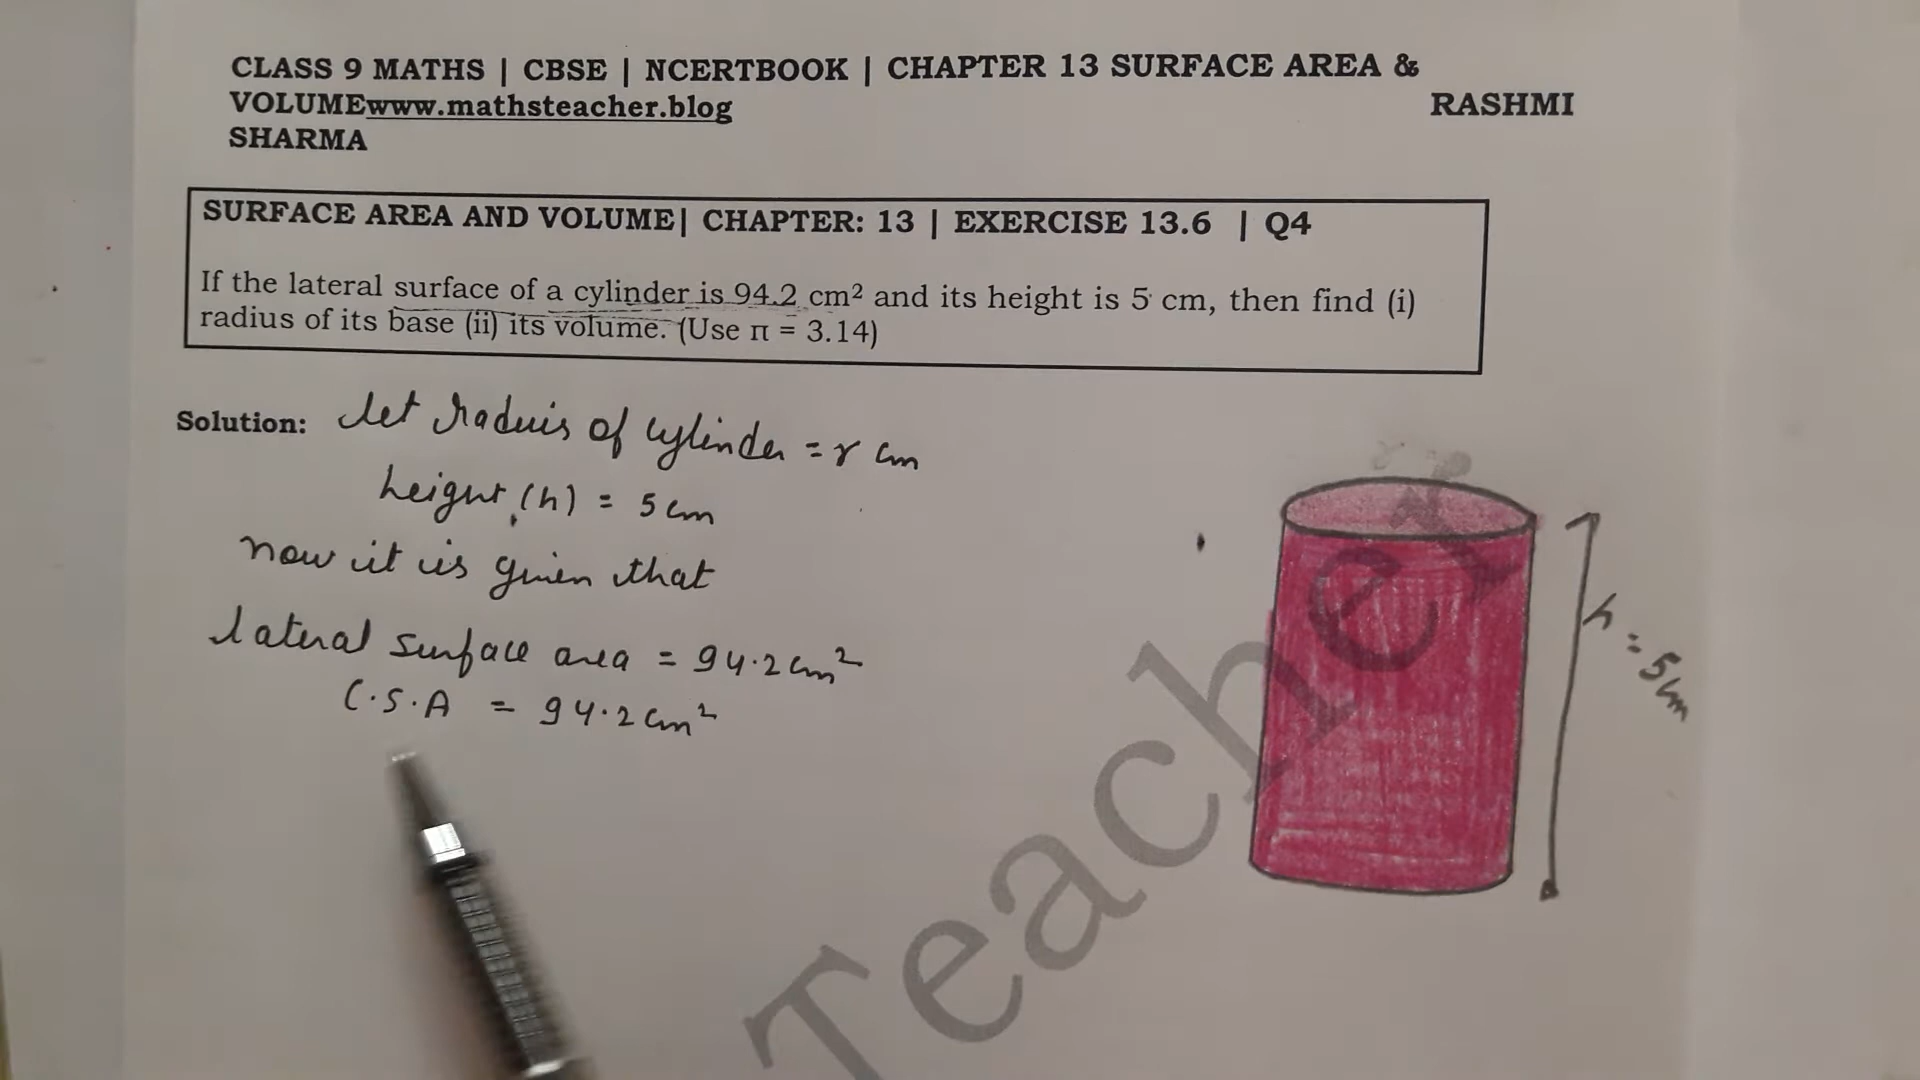 CLASS 9 MATHS | CBSE | NCERTBOOK | CHAPTER 13 SURFACE AREA &
VOLUMEwww.mathsteacher.blog RASHMI
SHARMA
SURFACE AREA AND VOLUME| CHAPTER: 13 | EXERCISE 13.6 | Q4
If the lateral surface of a cylinder is 94.2 cm² and its height is 5 cm, then find (i)
radius of its base (ii) its volume. (Use π = 3.14)
Solution: let raduis of cylinder = r cm
height (h) = 5 cm
now it is given that
lateral surface area = 94.2 cm²
C.S.A = 94.2 cm²
h = 5cm
Teacher